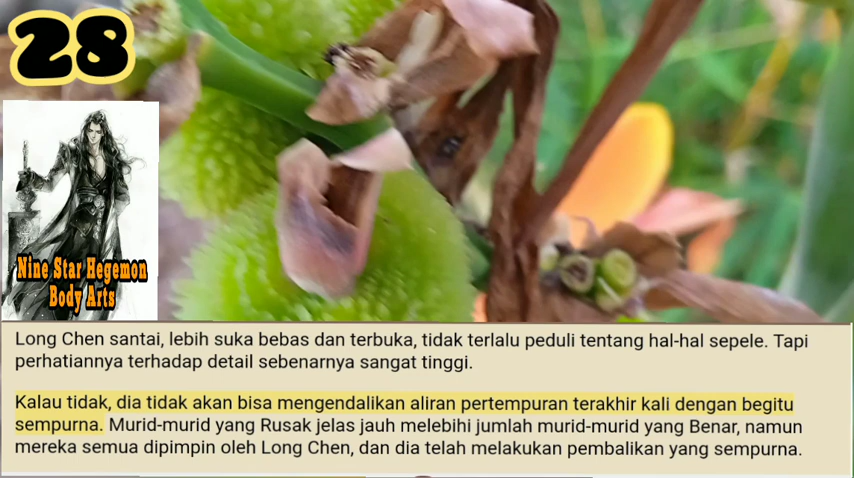 28
Nine Star Hegemon
Body Arts
Long Chen santai, lebih suka bebas dan terbuka, tidak terlalu peduli tentang hal-hal sepele. Tapi
perhatiannya terhadap detail sebenarnya sangat tinggi.
Kalau tidak, dia tidak akan bisa mengendalikan aliran pertempuran terakhir kali dengan begitu
sempurna. Murid-murid yang Rusak jelas jauh melebihi jumlah murid-murid yang Benar, namun
mereka semua dipimpin oleh Long Chen, dan dia telah melakukan pembalikan yang sempurna.